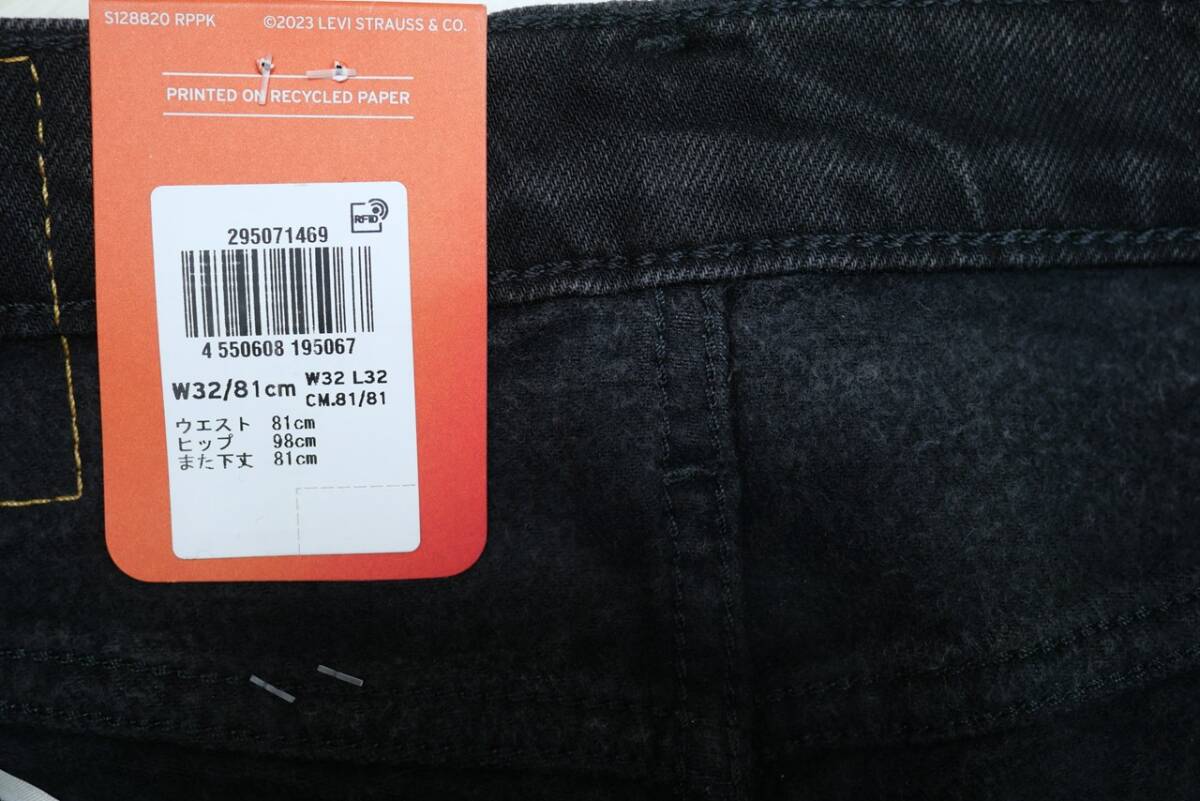 S128820 RPPK ©2023 LEVI STRAUSS & CO.
PRINTED ON RECYCLED PAPER
RFID
295071469
4 550608 195067
W32/81cm W32 L32
CM.81/81
ウエスト 81cm
ヒップ 98cm
また下丈 81cm